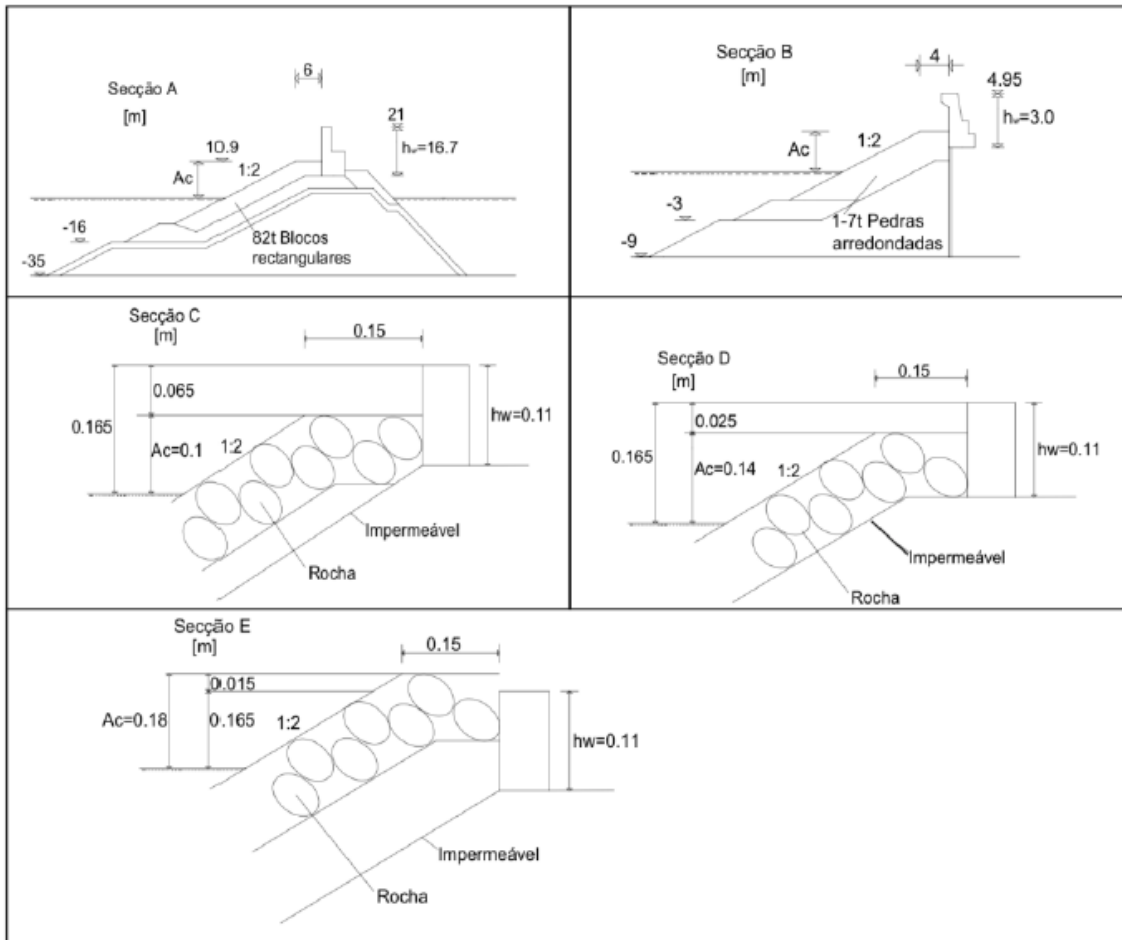 Secção A
[m]
6
21
hw=16.7
10.9
1:2
Ac
-16
-35
82t Blocos
rectangulares
Secção B
[m]
4
4.95
hw=3.0
1:2
Ac
-3
-9
1-7t Pedras
arredondadas
Secção C
[m]
0.15
0.065
0.165
Ac=0.1
1:2
hw=0.11
Impermeável
Rocha
Secção D
[m]
0.15
0.025
0.165
Ac=0.14
1:2
hw=0.11
Impermeável
Rocha
Secção E
[m]
0.15
0.015
Ac=0.18
0.165
1:2
hw=0.11
Impermeável
Rocha